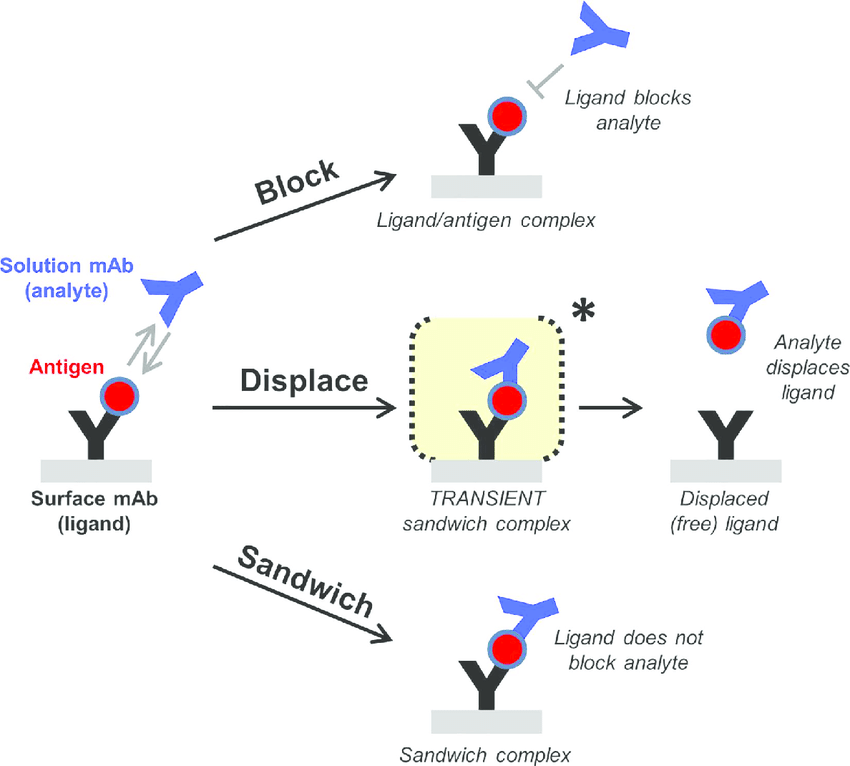 Ligand blocks
analyte
Block
Ligand/antigen complex
Solution mAb
(analyte)
Antigen
Surface mAb
(ligand)
Displace
*
TRANSIENT
sandwich complex
Analyte
displaces
ligand
Displaced
(free) ligand
Sandwich
Ligand does not
block analyte
Sandwich complex